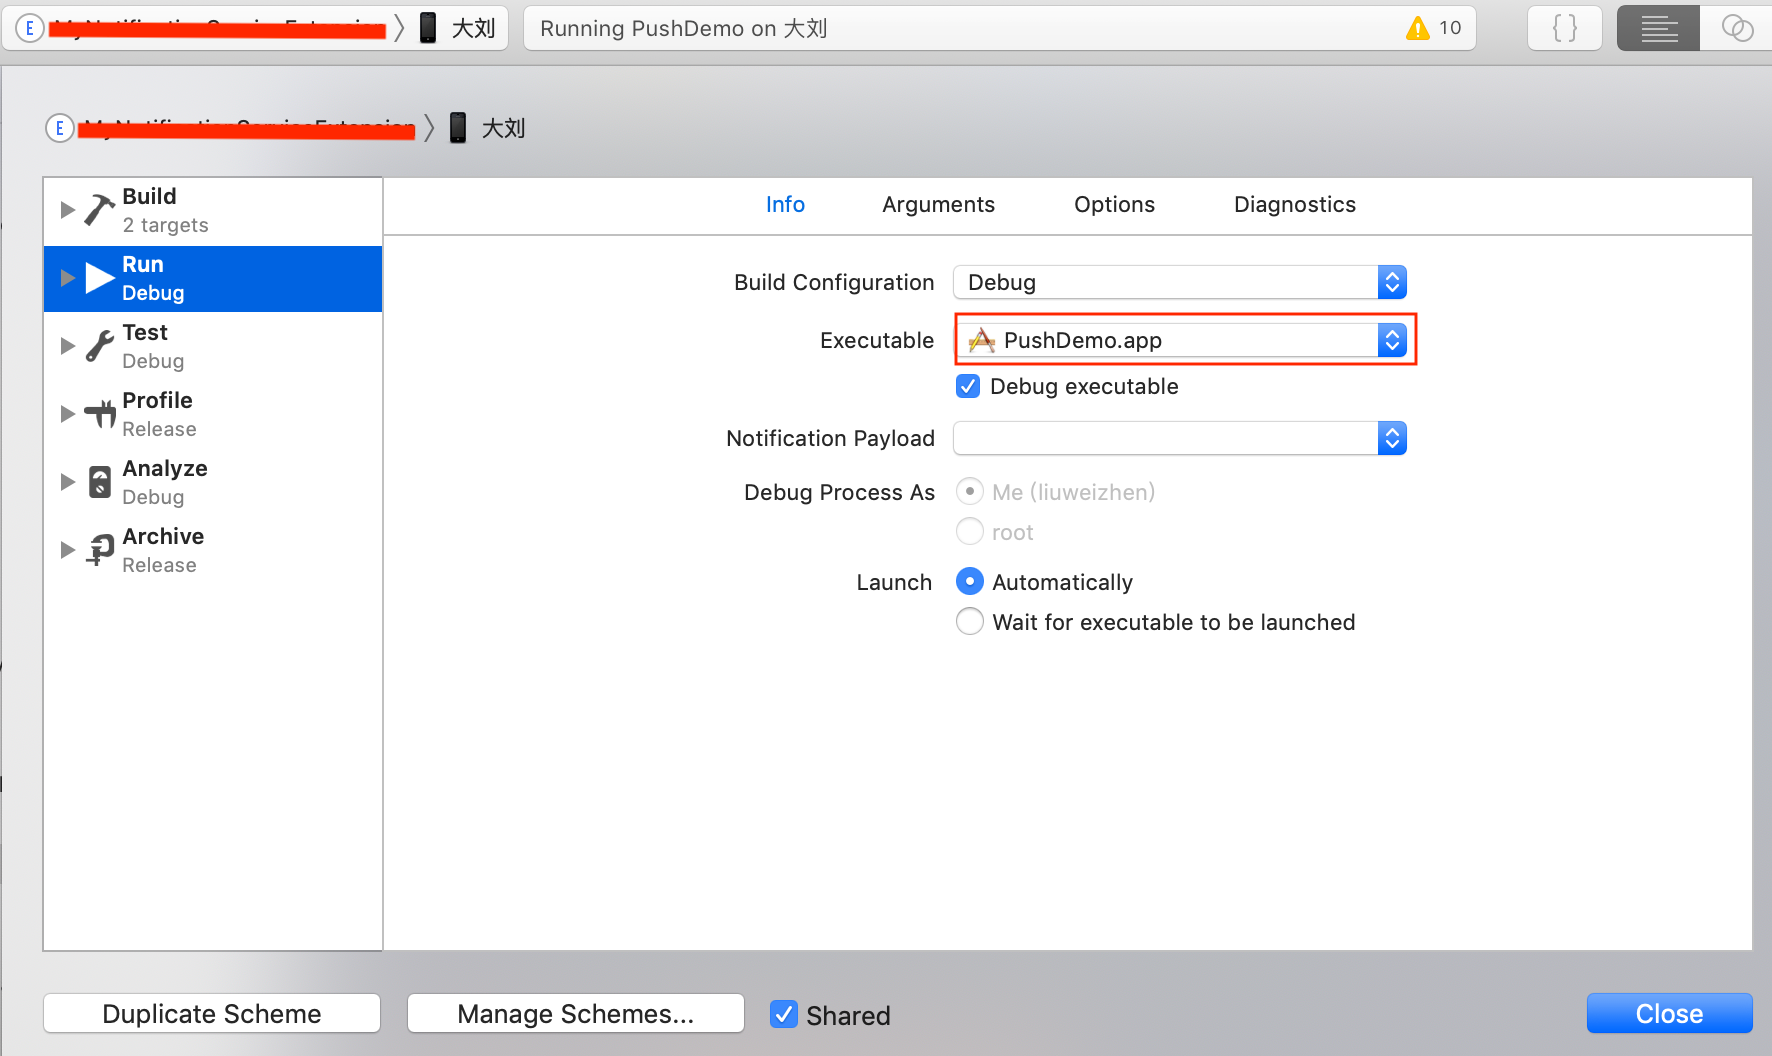 E
大刘
Running PushDemo on 大刘
10
{}
E
大刘
Build
2 targets
Run
Debug
Test
Debug
Profile
Release
Analyze
Debug
Archive
Release
Info Arguments Options Diagnostics
Build Configuration Debug
Executable PushDemo.app
Debug executable
Notification Payload
Debug Process As Me (liuweizhen)
root
Launch Automatically
Wait for executable to be launched
Duplicate Scheme Manage Schemes... Shared Close